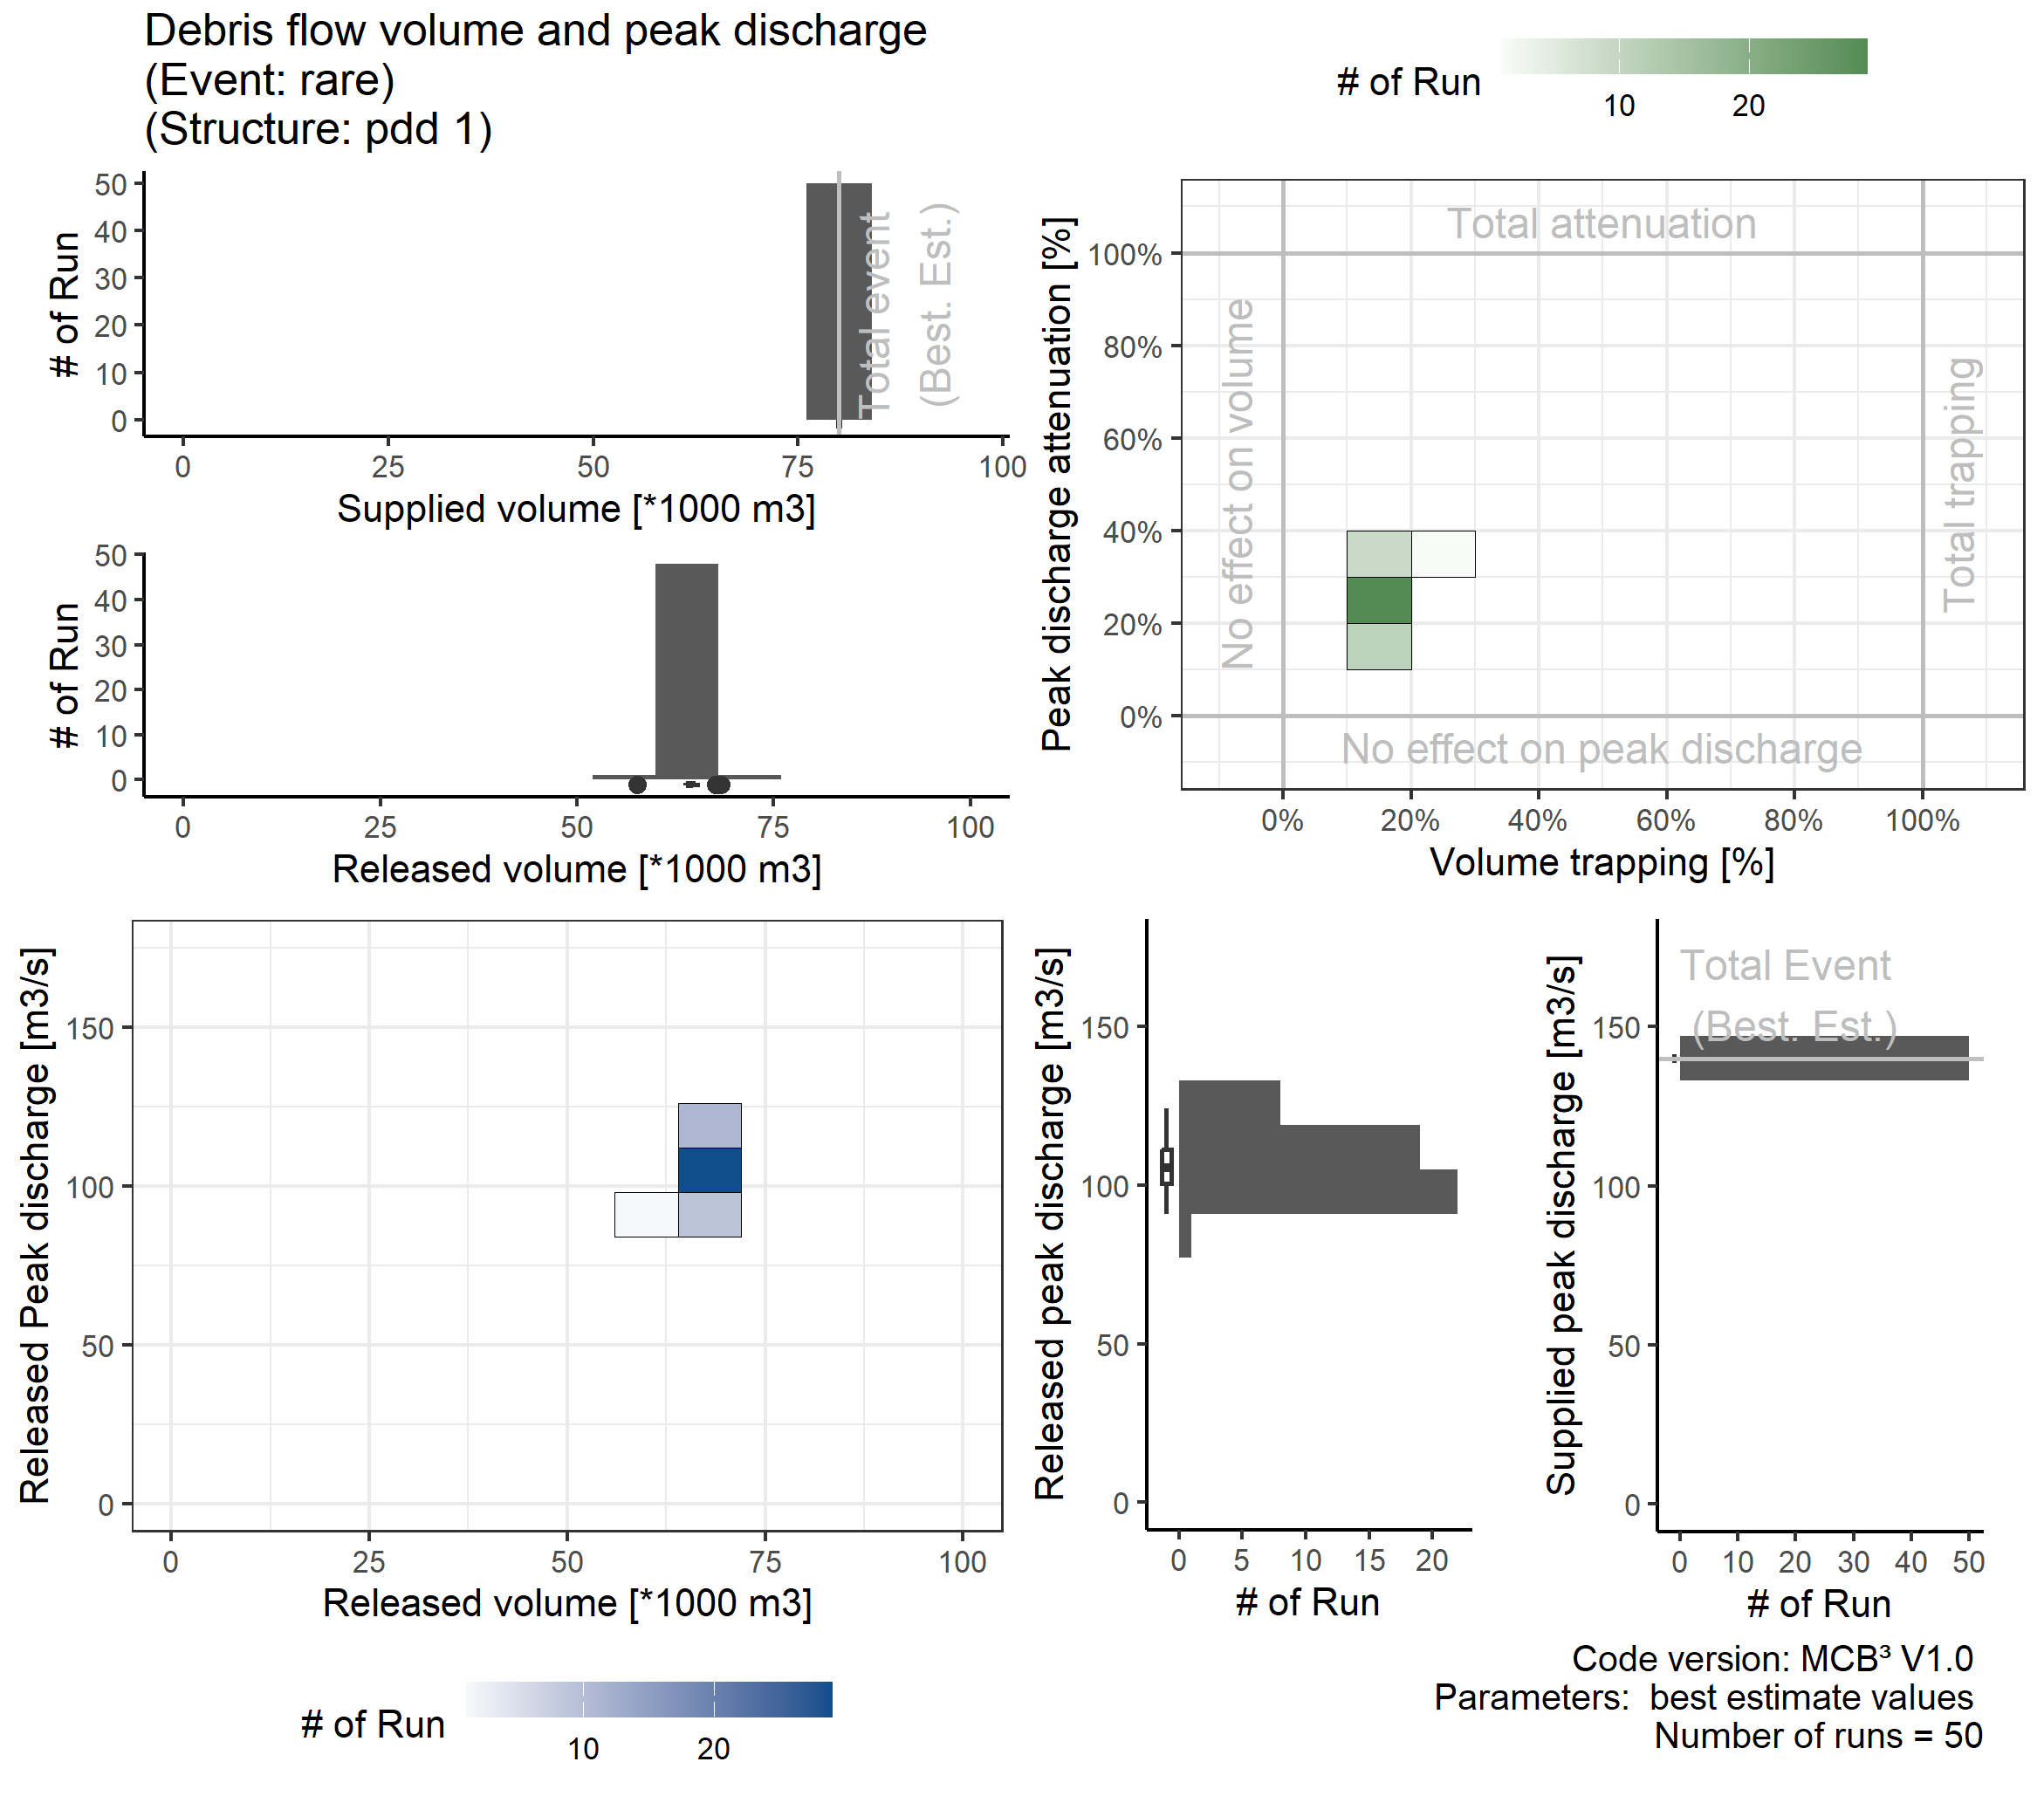 Debris flow volume and peak discharge
(Event: rare)
(Structure: pdd 1)
# of Run
10
20
50
40
30
20
10
0
# of Run
Total event
(Best. Est.)
0
25
50
75
100
Supplied volume [*1000 m3]
50
40
30
20
10
0
# of Run
0
25
50
75
100
Released volume [*1000 m3]
Peak discharge attenuation [%]
100%
80%
60%
40%
20%
0%
Total attenuation
No effect on volume
Total trapping
No effect on peak discharge
0%
20%
40%
60%
80%
100%
Volume trapping [%]
Released Peak discharge [m3/s]
150
100
50
0
0
25
50
75
100
Released volume [*1000 m3]
# of Run
10
20
Released peak discharge [m3/s]
150
100
50
0
0
5
10
15
20
# of Run
Supplied peak discharge [m3/s]
150
100
50
0
Total Event
(Best. Est.)
0
10
20
30
40
50
# of Run
Code version: MCB³ V1.0
Parameters:  best estimate values
Number of runs = 50